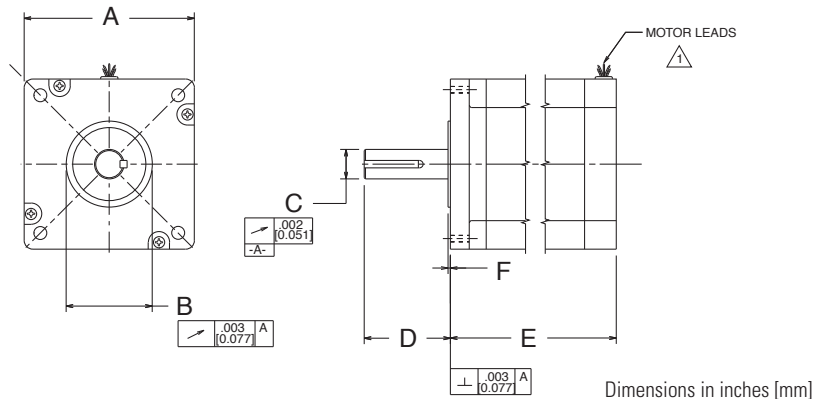 A
MOTOR LEADS
1
C
.002
[0.051]
-A-
F
B
D
E
.003 A
[0.077]
.003 A
[0.077]
Dimensions in inches [mm]